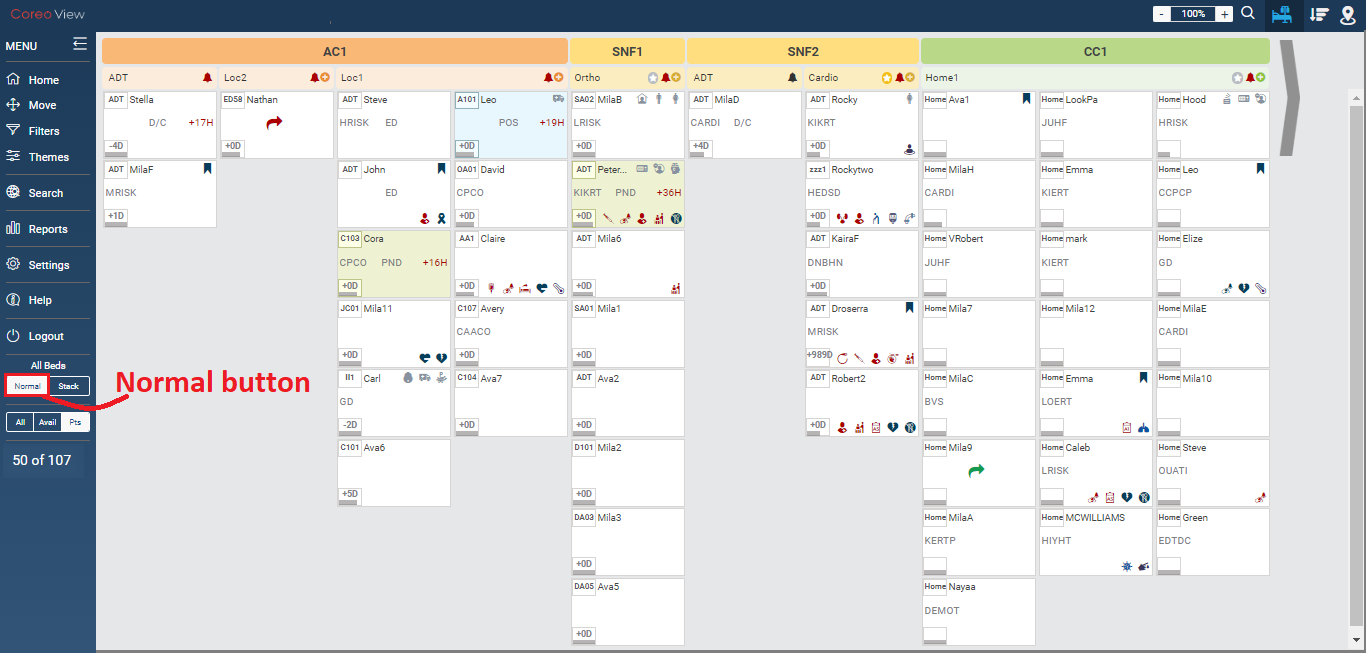 Coreo View
- 100% +
MENU
Home
Move
Filters
Themes
Search
Reports
Settings
Help
Logout
All Beds
Normal Stack
All Avail Pts
50 of 107
Normal button
AC1 SNF1 SNF2 CC1
ADT Loc2 Loc1 Ortho ADT Cardio Home1
ADT Stella
D/C +17H
-4D
ADT MilaF
MRISK
+1D
ED58 Nathan
+0D
ADT Steve
HRISK ED
ADT John
ED
C103 Cora
CPCO PND +16H
+0D
JC01 Mila11
+0D
II1 Carl
GD
-2D
C101 Ava6
+5D
A101 Leo
POS +19H
+0D
OA01 David
CPCO
+0D
AA1 Claire
+0D
C107 Avery
CAACO
+0D
C104 Ava7
+0D
SA02 MilaB
LRISK
+0D
ADT Peter...
KIKRT PND +36H
+0D
ADT Mila6
+0D
SA01 Mila1
+0D
ADT Ava2
+0D
D101 Mila2
+0D
DA03 Mila3
+0D
DA05 Ava5
+0D
ADT MilaD
CARDI D/C
+4D
ADT Rocky
KIKRT
+0D
zzz1 Rockytwo
HEDSD
+0D
ADT KairaF
DNBHN
+0D
ADT Droserra
MRISK
+989D
ADT Robert2
+0D
Home Ava1
Home MilaH
CARDI
Home VRobert
JUHF
Home Mila7
Home MilaC
BVS
Home Mila9
Home MilaA
KERTP
Home Nayaa
DEMOT
Home LookPa
JUHF
Home Emma
KIERT
Home mark
KIERT
Home Mila12
Home Emma
LOERT
Home Caleb
LRISK
Home MCWILLIAMS
HIYHT
Home Hood
HRISK
Home Leo
CCPCP
Home Elize
GD
Home MilaE
CARDI
Home Mila10
Home Steve
OUATI
Home Green
EDTDC